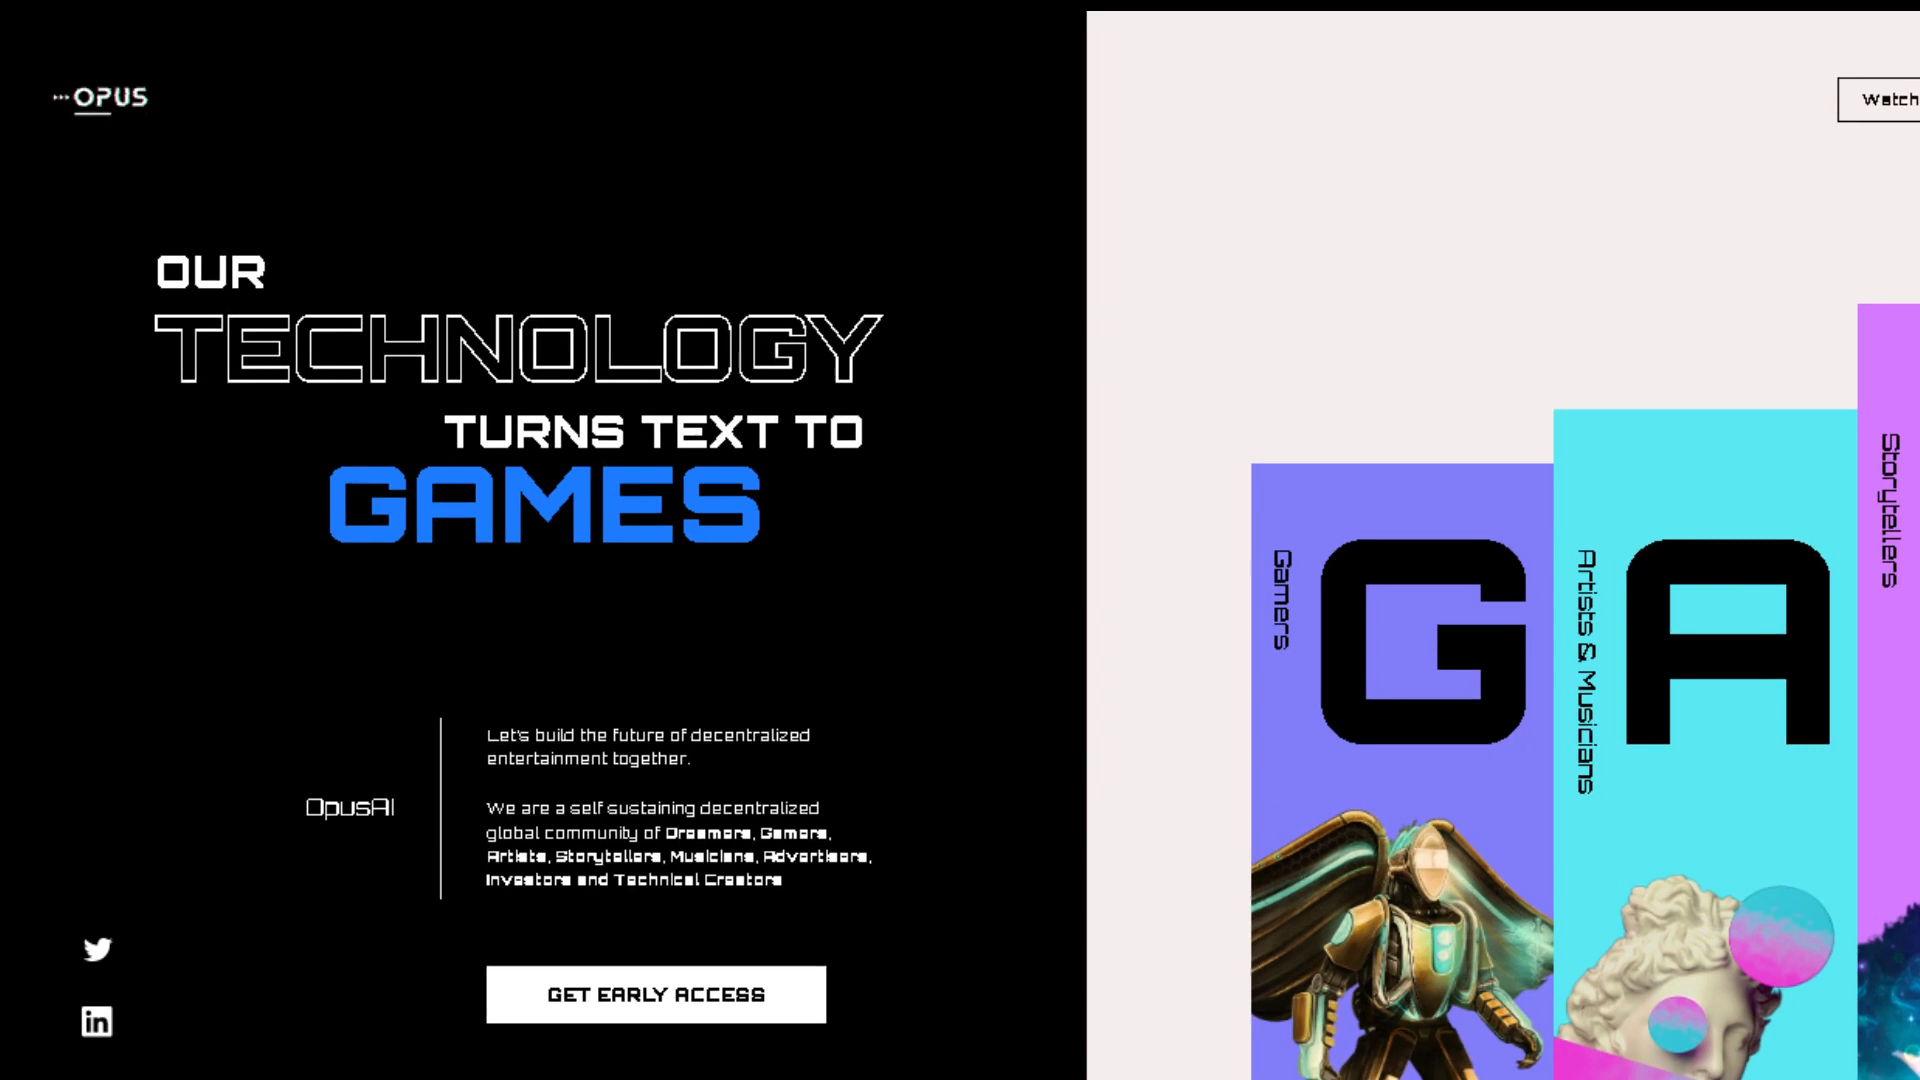 OPUS
Watch
OUR
TECHNOLOGY
TURNS TEXT TO
GAMES
Let's build the future of decentralized
entertainment together.
OpusAI
We are a self sustaining decentralized
global community of Dreamers, Gamers,
Artists, Storytellers, Musicians, Advertisers,
Investors and Technical Creators
GET EARLY ACCESS
in
Gamers
G
Artists & Musicians
A
Storytellers